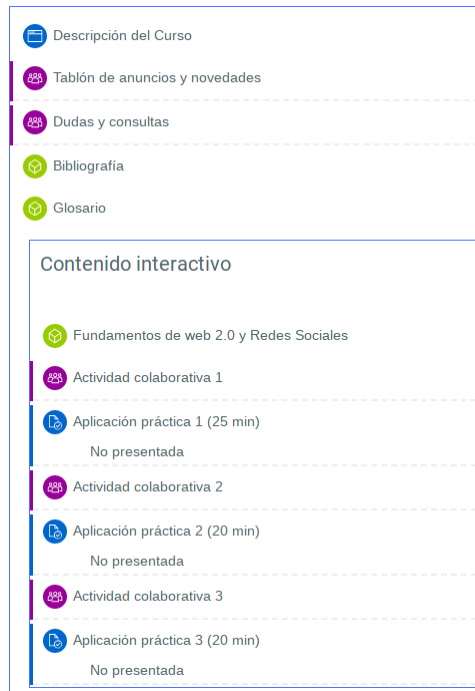 Descripción del Curso
Tablón de anuncios y novedades
Dudas y consultas
Bibliografía
Glosario
Contenido interactivo
Fundamentos de web 2.0 y Redes Sociales
Actividad colaborativa 1
Aplicación práctica 1 (25 min)
No presentada
Actividad colaborativa 2
Aplicación práctica 2 (20 min)
No presentada
Actividad colaborativa 3
Aplicación práctica 3 (20 min)
No presentada